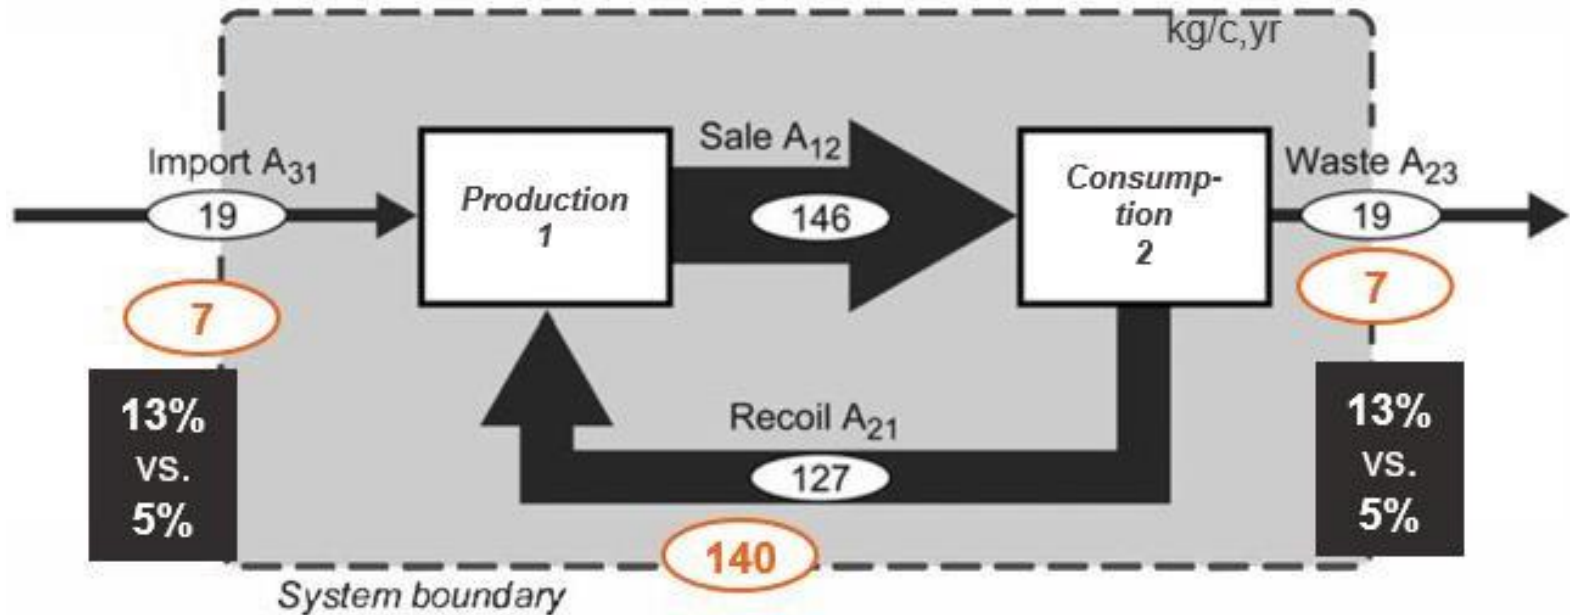 kg/c,yr
Import A31
19
7
13%
vs.
5%
Production
1
Sale A12
146
Consump-
tion
2
Waste A23
19
7
13%
vs.
5%
Recoil A21
127
140
System boundary